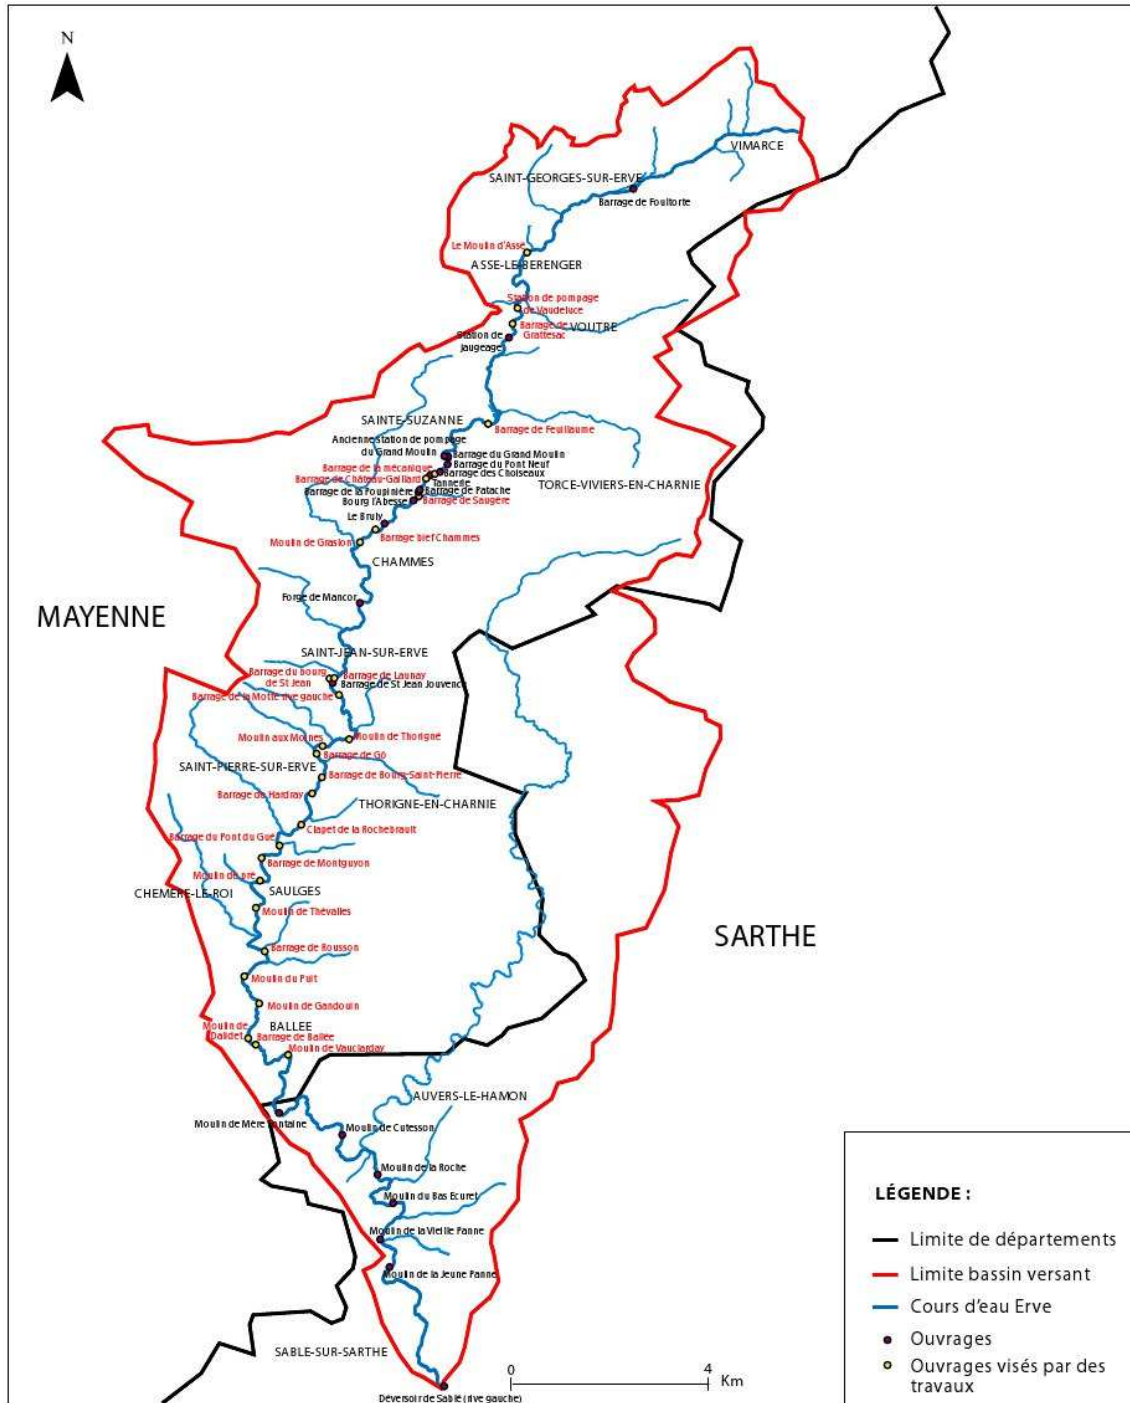 N
VIMARCE
SAINT-GEORGES-SUR-ERVE
Barrage de Foultorte
Le Moulin d'Assé
ASSE-LE-BERENGER
Station de pompage
de Vaudeluce
Barrage de
Grattesac
VOUTRE
Station de
jaugeage
SAINTE-SUZANNE
Barrage de Feuillaume
Ancienne station de pompage
du Grand Moulin
Barrage du Grand Moulin
Barrage du Pont Neuf
Barrage de la mécanique
Barrage des Choiseaux
Barrage de Château-Gaillard
Tannerie
TORCE-VIVIERS-EN-CHARNIE
Barrage de la Poupinière
Barrage de Patache
Bourg l'Abesse
Barrage de Saugère
Le Bruly
Barrage bief Chammes
Moulin de Graslon
CHAMMES
Forge de Mancor
MAYENNE
SAINT-JEAN-SUR-ERVE
Barrage du bourg
de St Jean
Barrage de Launay
Barrage de St Jean Jouvence
Barrage de la Motte rive gauche
Moulin aux Moines
Moulin de Thorigné
Barrage de Gô
SAINT-PIERRE-SUR-ERVE
Barrage de Bourg-Saint-Pierre
Barrage du Hardray
THORIGNE-EN-CHARNIE
Clapet de la Rochebrault
Barrage du Pont du Gué
Barrage de Montguyon
Moulin de pré
CHEMERE-LE-ROI
SAULGES
Moulin de Thévalles
SARTHE
Barrage de Rousson
Moulin du Puit
Moulin de Gandouin
BALLEE
Moulin de
Dalidet
Barrage de Ballée
Moulin de Vauclarday
AUVERS-LE-HAMON
Moulin de Mère Fontaine
Moulin de Cutesson
Moulin de la Roche
Moulin du Bas Ecuret
Moulin de la Vieille Panne
Moulin de la Jeune Panne
SABLE-SUR-SARTHE
Déversoir de Sablé (rive gauche)
0 4
Km
LÉGENDE :
Limite de départements
Limite bassin versant
Cours d'eau Erve
Ouvrages
Ouvrages visés par des
travaux